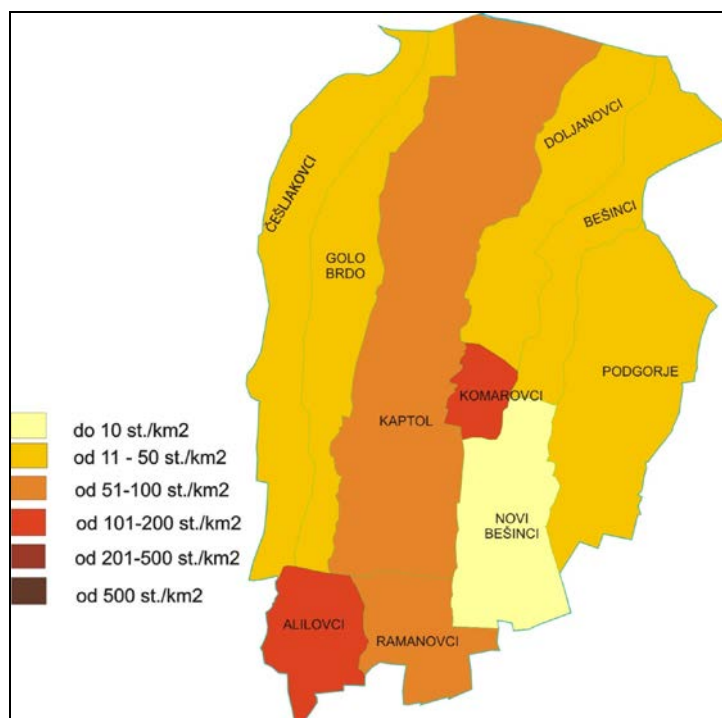 ČEŠLJAKOVCI
GOLO
BRDO
DOLJANOVCI
BEŠINCI
PODGORJE
KOMAROVCI
KAPTOL
NOVI
BEŠINCI
ALILOVCI
RAMANOVCI
do 10 st./km2
od 11 - 50 st./km2
od 51-100 st./km2
od 101-200 st./km2
od 201-500 st./km2
od 500 st./km2